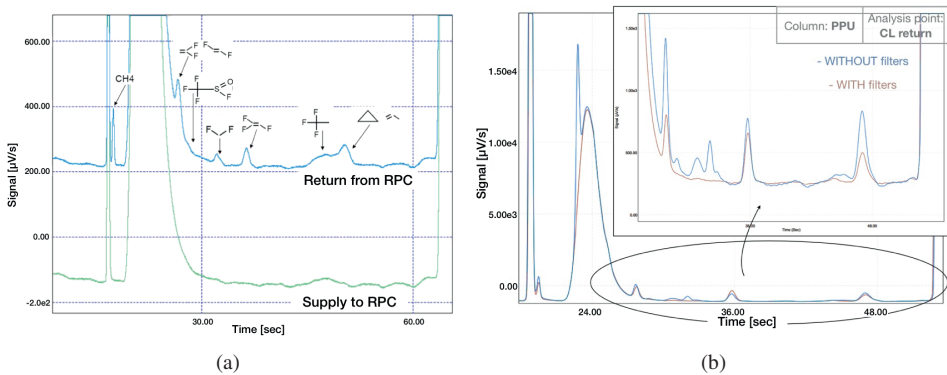 600.00
400.00
200.00
0.00
-2.0e2
Signal [µV/s]
CH4
F
F
F
F
F
F
F
S
O
O
F
F
F
F
F
F
F
F
F
Return from RPC
Supply to RPC
30.00
60.00
Time [sec]
(a)
Signal [µV/s]
1.50e4
1.00e4
5.00e3
0.00
24.00
36.00
48.00
Time [sec]
Column: PPU
Analysis point:
CL return
- WITHOUT filters
- WITH filters
0.00
36.00
48.00
(b)